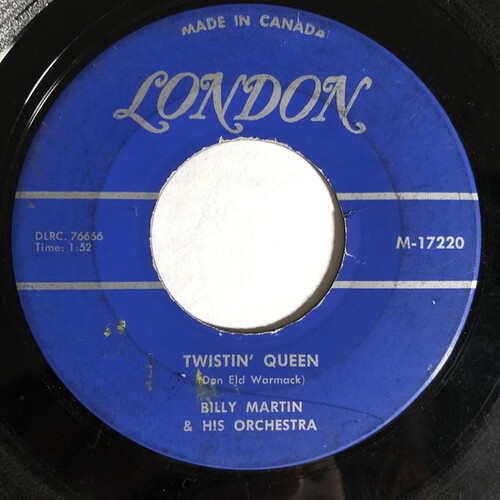 MADE IN CANADA
LONDON
DLRC. 76666
Time: 1:52
M-17220
TWISTIN' QUEEN
(Don Eld Warmack)
BILLY MARTIN
& HIS ORCHESTRA